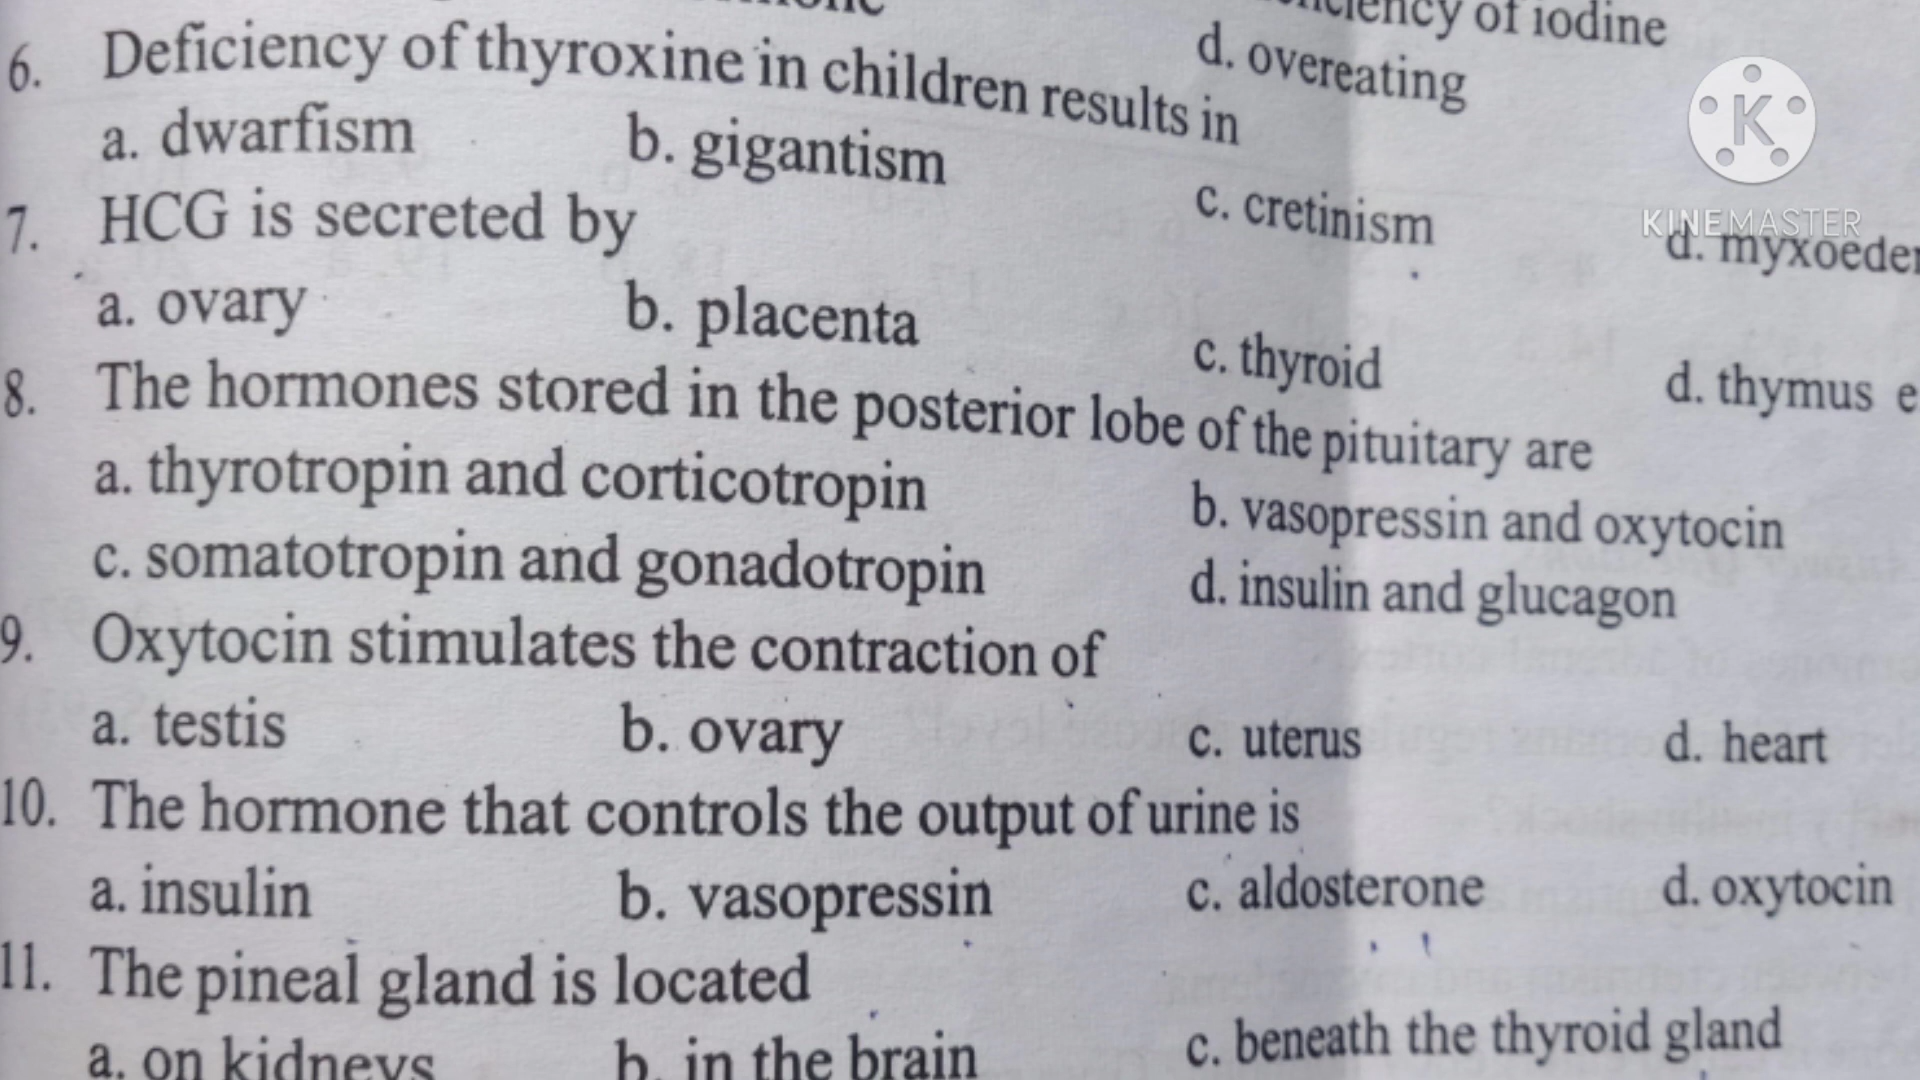 of iodine
d. overeating
6. Deficiency of thyroxine in children results in
a. dwarfism b. gigantism c. cretinism
7. HCG is secreted by
a. ovary b. placenta c. thyroid d. thymus e
8. The hormones stored in the posterior lobe of the pituitary are
a. thyrotropin and corticotropin b. vasopressin and oxytocin
c. somatotropin and gonadotropin d. insulin and glucagon
9. Oxytocin stimulates the contraction of
a. testis b. ovary c. uterus d. heart
10. The hormone that controls the output of urine is
a. insulin b. vasopressin c. aldosterone d. oxytocin
11. The pineal gland is located
a. on kidneys b. in the brain c. beneath the thyroid gland
KINEMASTER